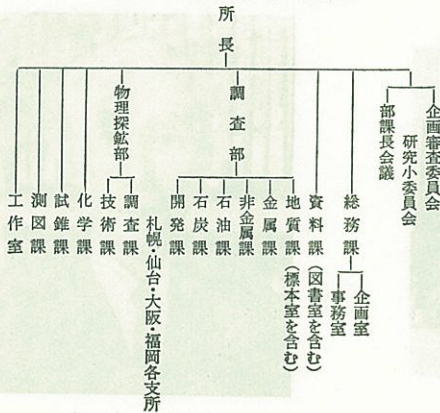 所長
企画審査委員会
研究小委員会
部課長会議
総務課
企画室
事務室
資料課(図書室を含む)
調査部
地質課(標本室を含む)
金属課
非金属課
石油課
石炭課
開発課
札幌・仙台・大阪・福岡各支所
物理探鉱部
調査課
技術課
化学課
試錐課
測図課
工作室